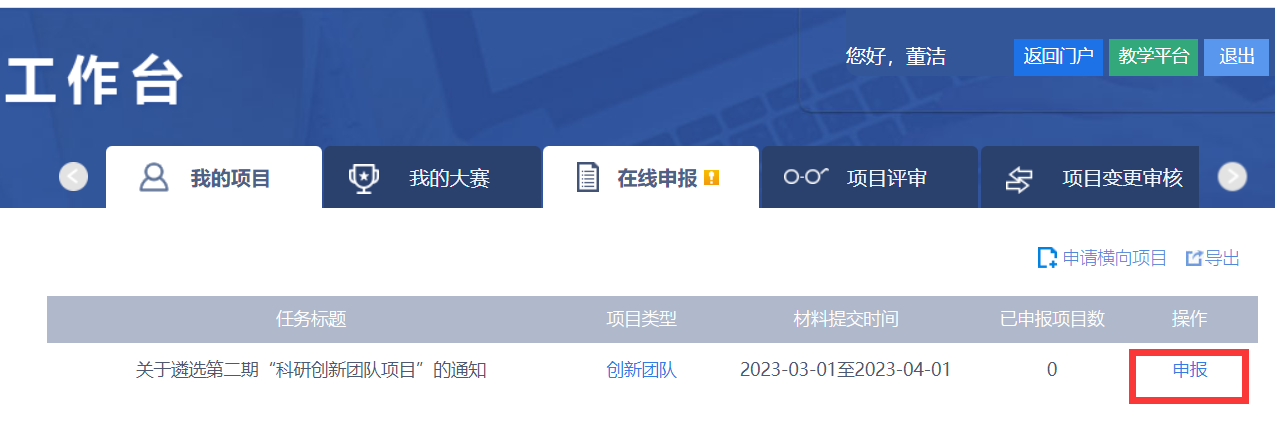 您好，董洁
返回门户
教学平台
退出
工作台
我的项目
我的大赛
在线申报
项目评审
项目变更审核
申请横向项目
导出
任务标题 项目类型 材料提交时间 已申报项目数 操作
关于遴选第二期“科研创新团队项目”的通知 创新团队 2023-03-01至2023-04-01 0 申报